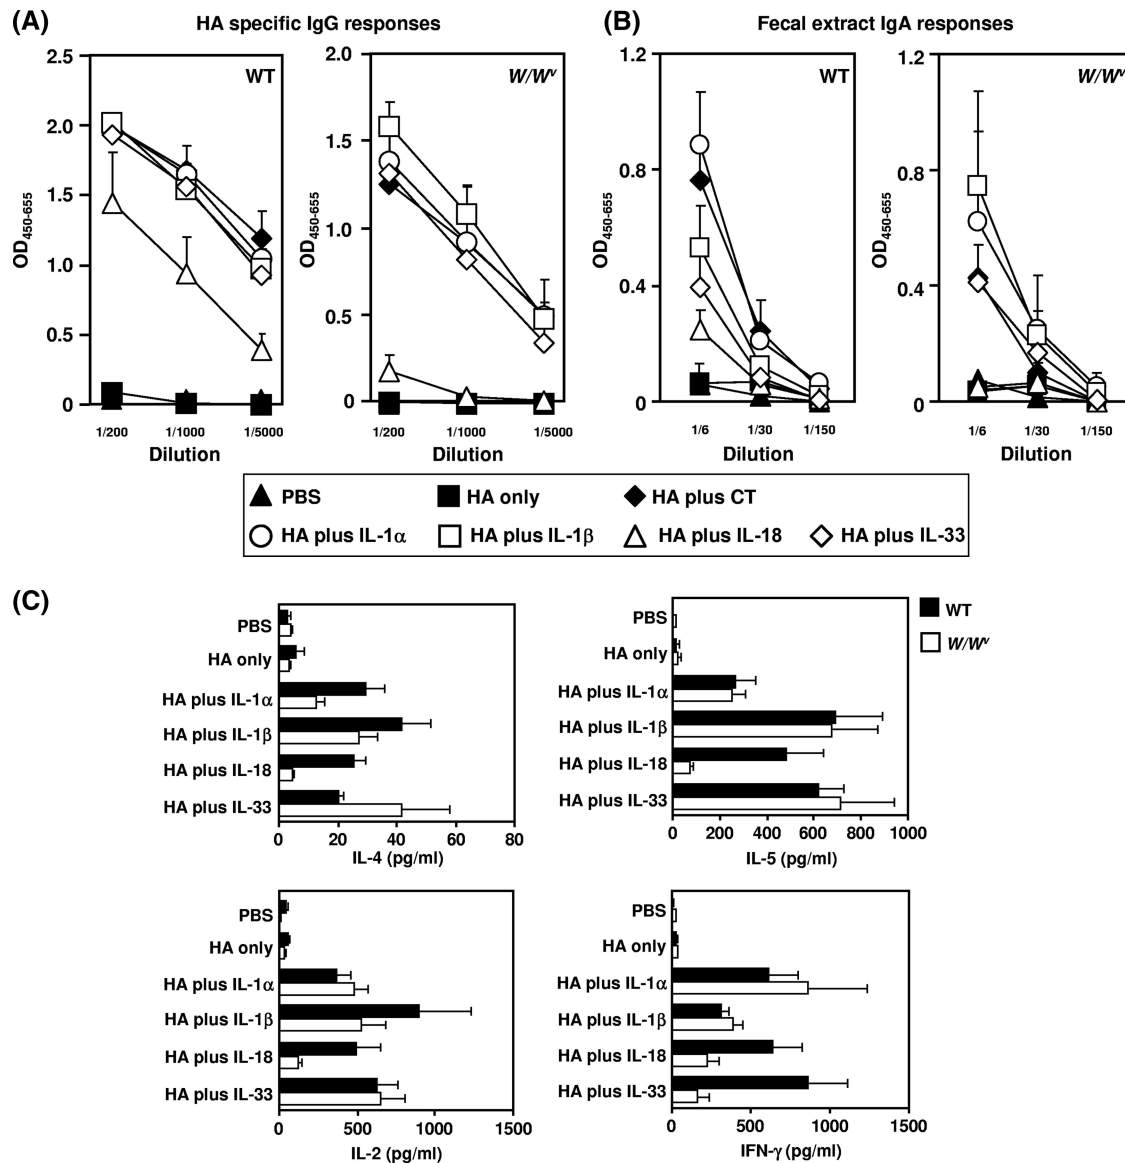 (A) HA specific IgG responses
(B) Fecal extract IgA responses
2.5
2.0
1.5
1.0
0.5
0
OD450-655
WT
1/200 1/1000 1/5000
Dilution
2.0
1.5
1.0
0.5
0
OD450-655
W/Wv
1/200 1/1000 1/5000
Dilution
1.2
0.8
0.4
0
OD450-655
WT
1/6 1/30 1/150
Dilution
1.2
0.8
0.4
0
OD450-655
W/Wv
1/6 1/30 1/150
Dilution
PBS HA only HA plus CT
HA plus IL-1α HA plus IL-1β HA plus IL-18 HA plus IL-33
(C)
PBS
HA only
HA plus IL-1α
HA plus IL-1β
HA plus IL-18
HA plus IL-33
0 20 40 60 80
IL-4 (pg/ml)
PBS
HA only
HA plus IL-1α
HA plus IL-1β
HA plus IL-18
HA plus IL-33
0 200 400 600 800 1000
IL-5 (pg/ml)
WT
W/Wv
PBS
HA only
HA plus IL-1α
HA plus IL-1β
HA plus IL-18
HA plus IL-33
0 500 1000 1500
IL-2 (pg/ml)
PBS
HA only
HA plus IL-1α
HA plus IL-1β
HA plus IL-18
HA plus IL-33
0 500 1000 1500
IFN-γ (pg/ml)